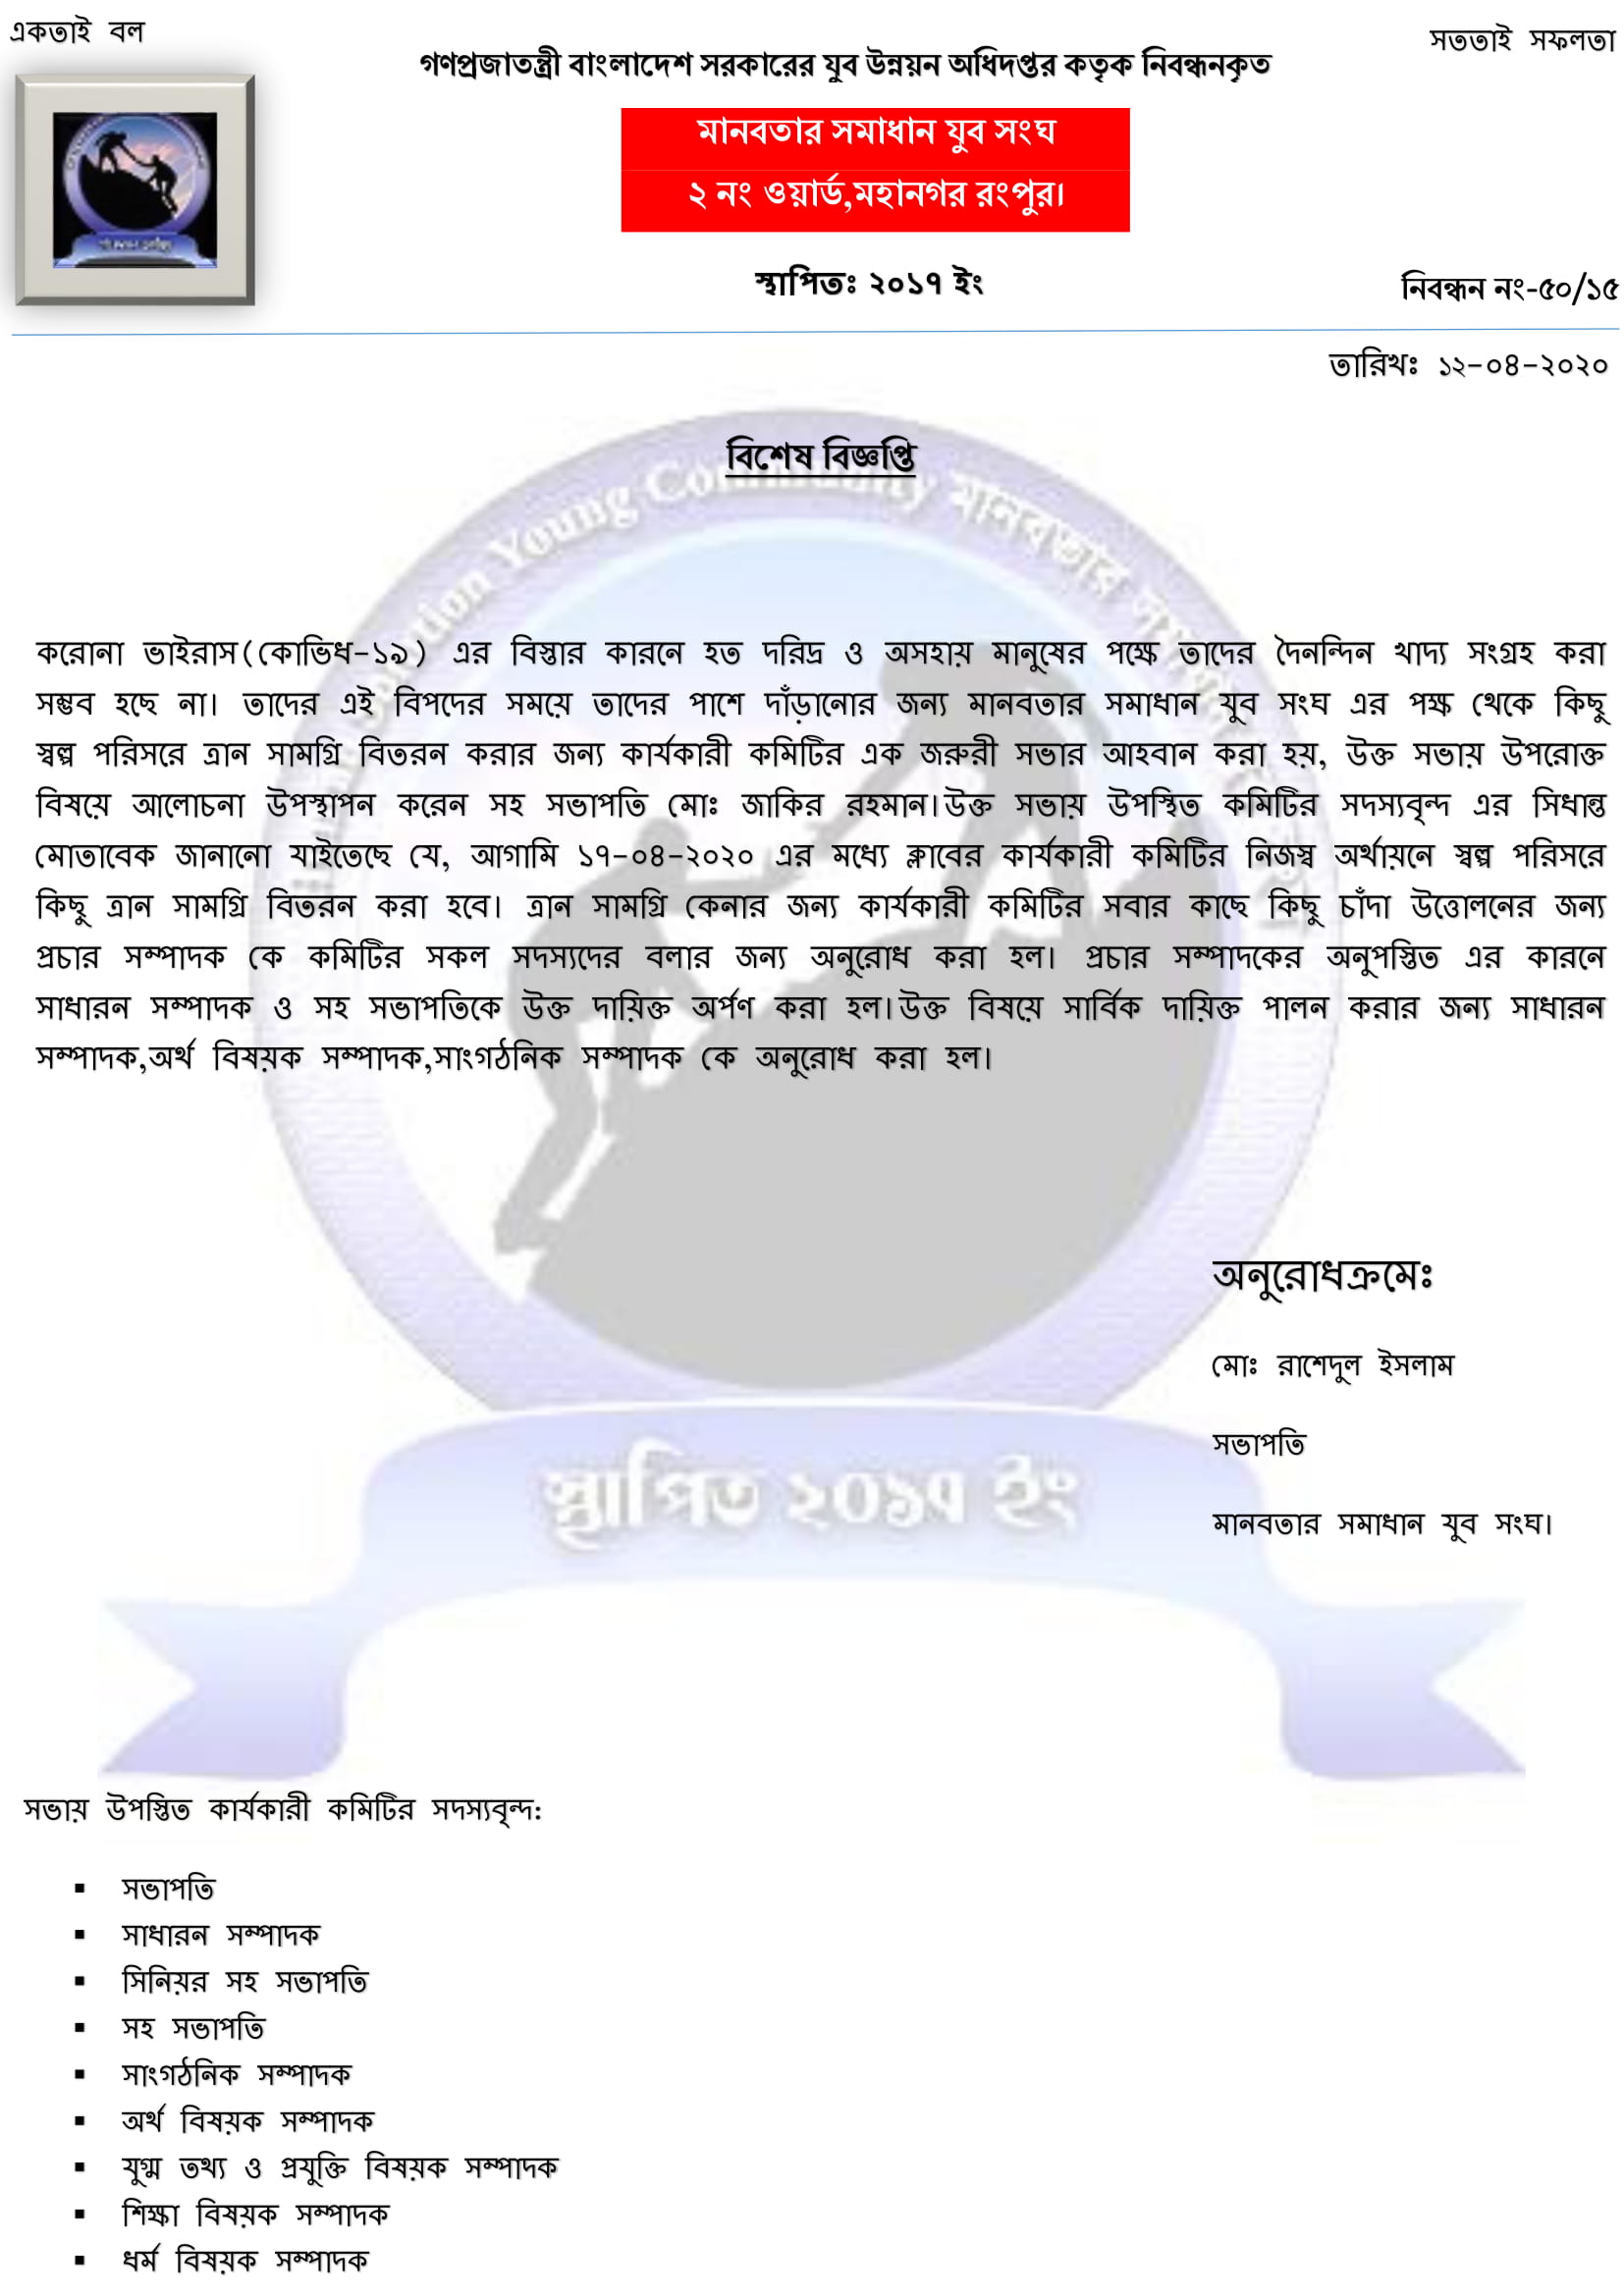 একতাই বল
সততাই সফলতা
গণপ্রজাতন্ত্রী বাংলাদেশ সরকারের যুব উন্নয়ন অধিদপ্তর কতৃক নিবন্ধনকৃত
মানবতার সমাধান যুব সংঘ
২ নং ওয়ার্ড,মহানগর রংপুর।
স্থাপিতঃ ২০১৭ ইং
নিবন্ধন নং-৫০/১৫
তারিখঃ ১২-০৪-২০২০
বিশেষ বিজ্ঞপ্তি
Young Community মানবতার
করোনা ভাইরাস(কোভিধ-১৯) এর বিস্তার কারনে হত দরিদ্র ও অসহায় মানুষের পক্ষে তাদের দৈনন্দিন খাদ্য সংগ্রহ করা
সম্ভব হছে না। তাদের এই বিপদের সময়ে তাদের পাশে দাঁড়ানোর জন্য মানবতার সমাধান যুব সংঘ এর পক্ষ থেকে কিছু
স্বল্প পরিসরে ত্রান সামগ্রি বিতরন করার জন্য কার্যকারী কমিটির এক জরুরী সভার আহবান করা হয়, উক্ত সভায় উপরোক্ত
বিষয়ে আলোচনা উপস্থাপন করেন সহ সভাপতি মোঃ জাকির রহমান।উক্ত সভায় উপস্থিত কমিটির সদস্যবৃন্দ এর সিধান্ত
মোতাবেক জানানো যাইতেছে যে, আগামি ১৭-০৪-২০২০ এর মধ্যে ক্লাবের কার্যকারী কমিটির নিজস্ব অর্থায়নে স্বল্প পরিসরে
কিছু ত্রান সামগ্রি বিতরন করা হবে। ত্রান সামগ্রি কেনার জন্য কার্যকারী কমিটির সবার কাছে কিছু চাঁদা উত্তোলনের জন্য
প্রচার সম্পাদক কে কমিটির সকল সদস্যদের বলার জন্য অনুরোধ করা হল। প্রচার সম্পাদকের অনুপস্তিত এর কারনে
সাধারন সম্পাদক ও সহ সভাপতিকে উক্ত দায়িক্ত অর্পণ করা হল।উক্ত বিষয়ে সার্বিক দায়িক্ত পালন করার জন্য সাধারন
সম্পাদক,অর্থ বিষয়ক সম্পাদক,সাংগঠনিক সম্পাদক কে অনুরোধ করা হল।
অনুরোধক্রমেঃ
মোঃ রাশেদুল ইসলাম
সভাপতি
স্থাপিত ২০১৭ ইং
মানবতার সমাধান যুব সংঘ।
সভায় উপস্তিত কার্যকারী কমিটির সদস্যবৃন্দ:
▪ সভাপতি
▪ সাধারন সম্পাদক
▪ সিনিয়র সহ সভাপতি
▪ সহ সভাপতি
▪ সাংগঠনিক সম্পাদক
▪ অর্থ বিষয়ক সম্পাদক
▪ যুগ্ম তথ্য ও প্রযুক্তি বিষয়ক সম্পাদক
▪ শিক্ষা বিষয়ক সম্পাদক
▪ ধর্ম বিষয়ক সম্পাদক